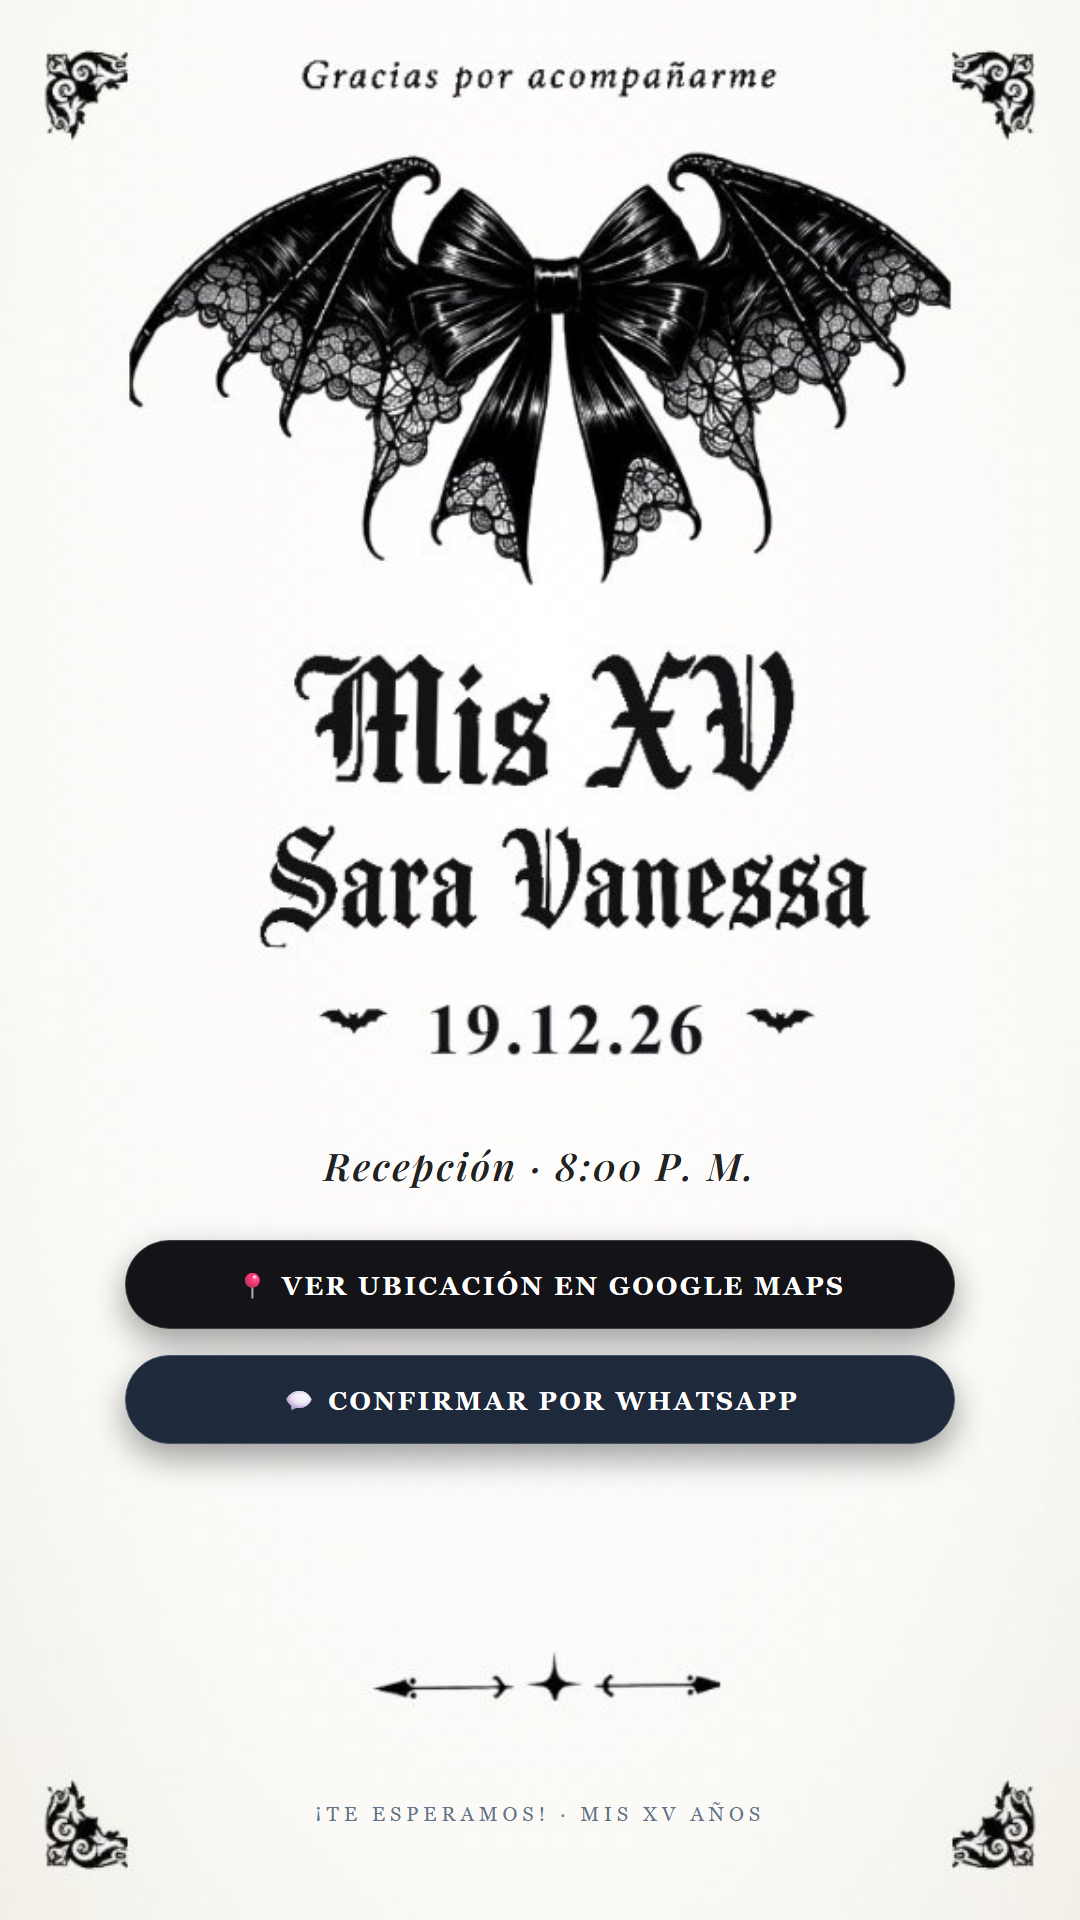 Gracias por acompañarme
Mis XV
Sara Vanessa
19.12.26
Recepción · 8:00 P. M.
📍 VER UBICACIÓN EN GOOGLE MAPS
💬 CONFIRMAR POR WHATSAPP
¡TE ESPERAMOS! · MIS XV AÑOS